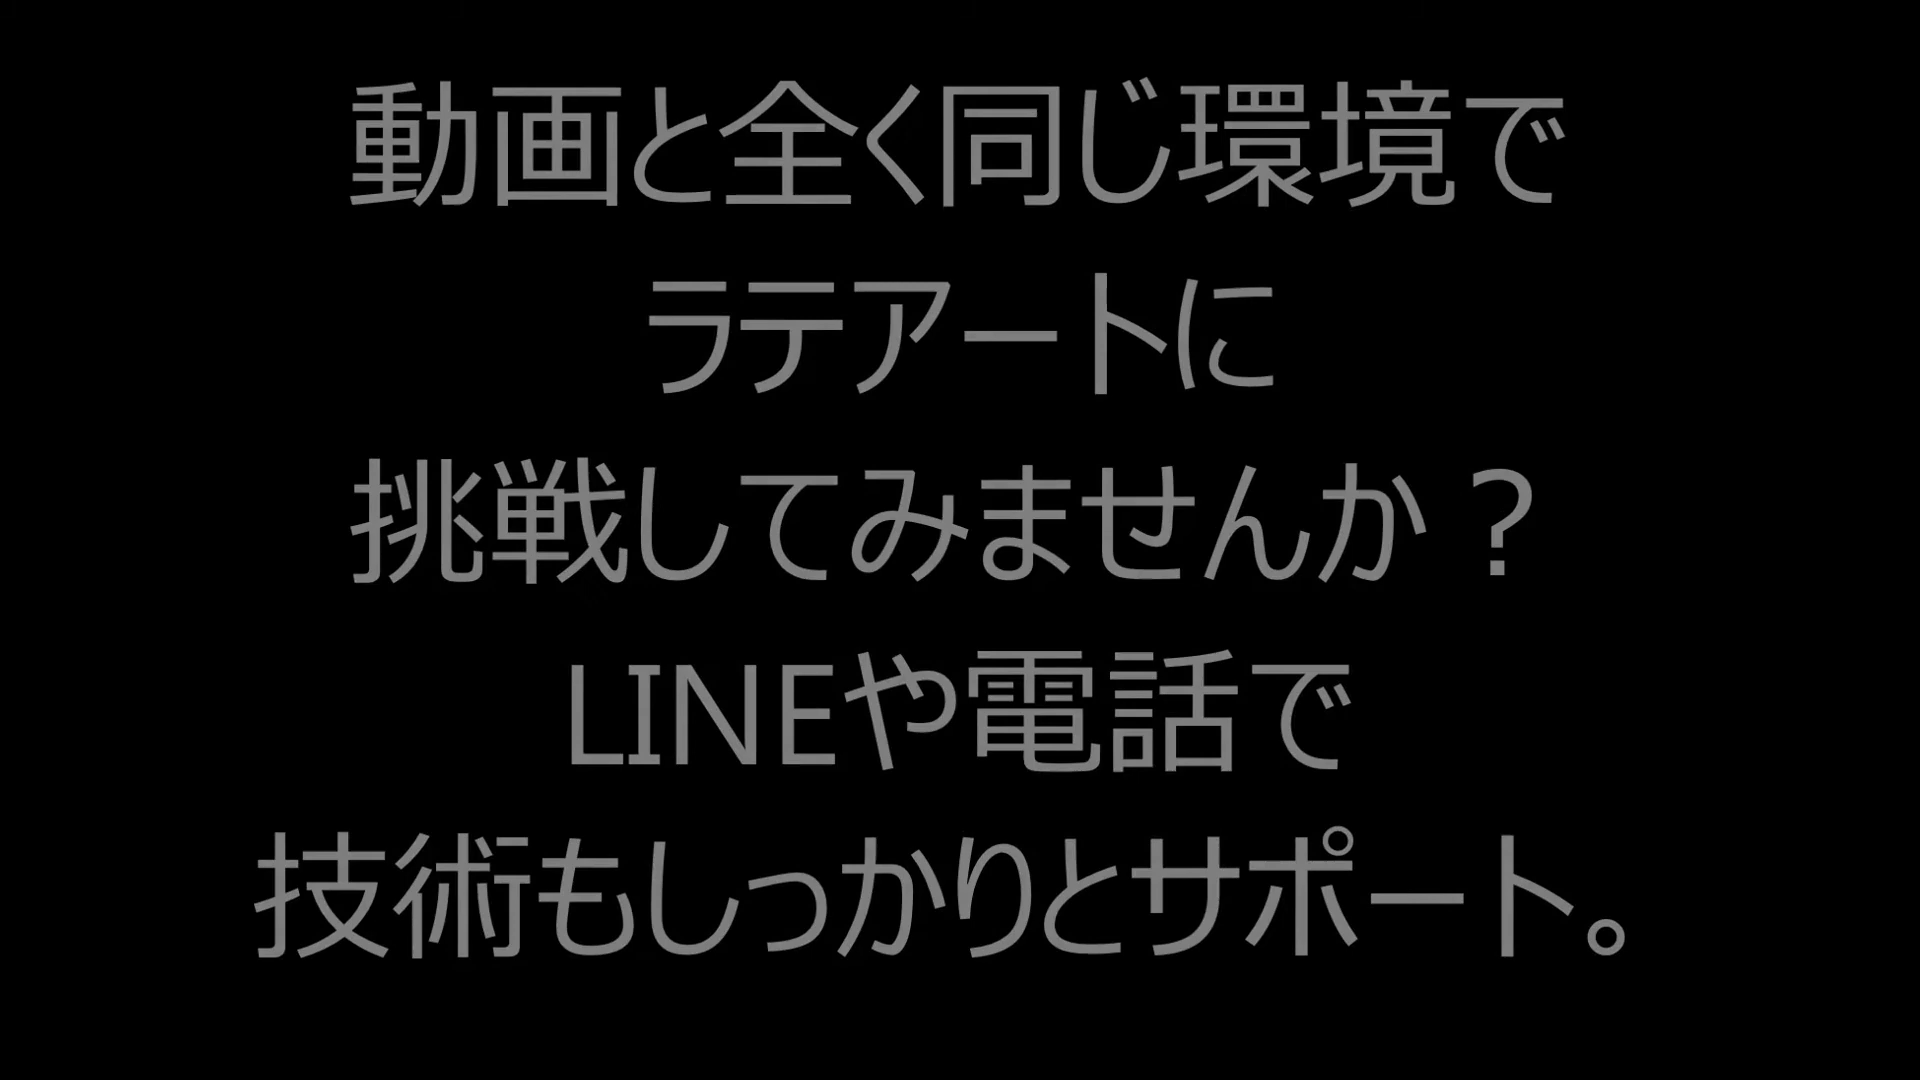 動画と全く同じ環境で
ラテアートに
挑戦してみませんか？
LINEや電話で
技術もしっかりとサポート。